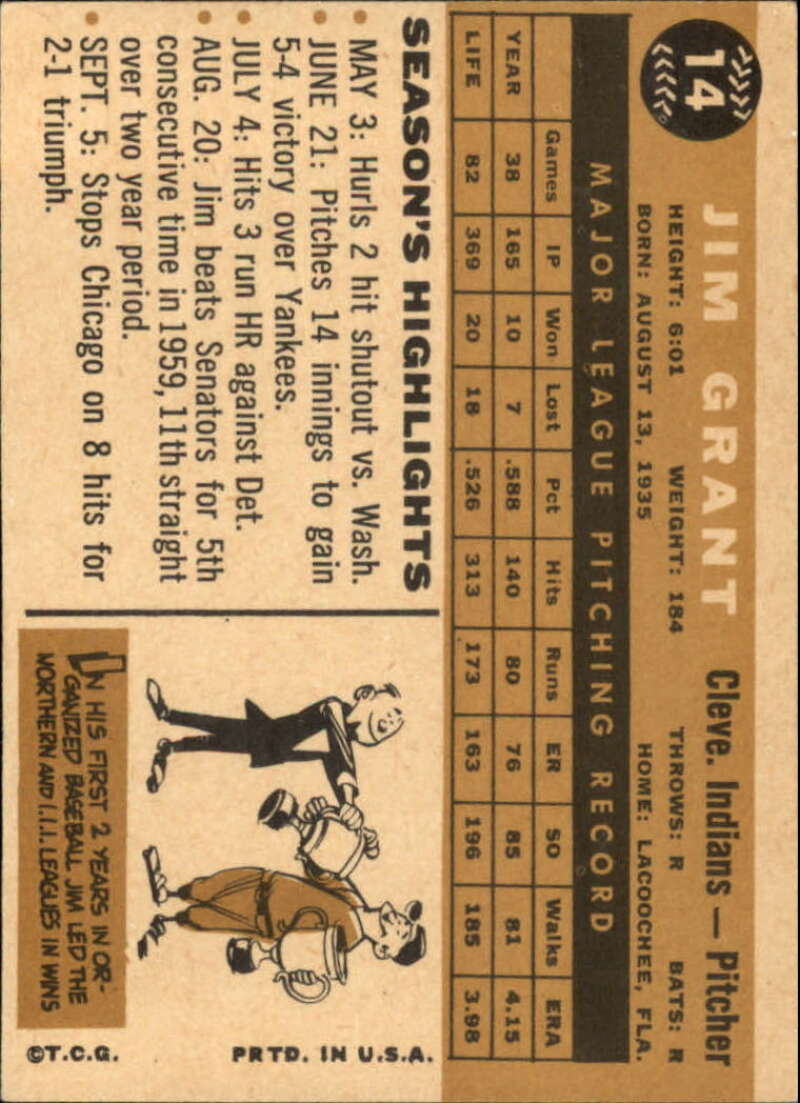 14
JIM GRANT Cleve. Indians — Pitcher
HEIGHT: 6:01 WEIGHT: 184 THROWS: R BATS: R
BORN: AUGUST 13, 1935 HOME: LACOOCHEE, FLA.
MAJOR LEAGUE PITCHING RECORD
Games IP Won Lost Pct Hits Runs ER SO Walks ERA
YEAR 38 165 10 7 .588 140 80 76 85 81 4.15
LIFE 82 369 20 18 .526 313 173 163 196 185 3.98
SEASON'S HIGHLIGHTS
• MAY 3: Hurls 2 hit shutout vs. Wash.
• JUNE 21: Pitches 14 innings to gain
5-4 victory over Yankees.
• JULY 4: Hits 3 run HR against Det.
• AUG. 20: Jim beats Senators for 5th
consecutive time in 1959, 11th straight
over two year period.
• SEPT. 5: Stops Chicago on 8 hits for
2-1 triumph.
IN HIS FIRST 2 YEARS IN OR-
GANIZED BASEBALL JIM LED THE
NORTHERN AND I.I.I. LEAGUES IN WINS
PRTD. IN U.S.A.
©T.C.G.